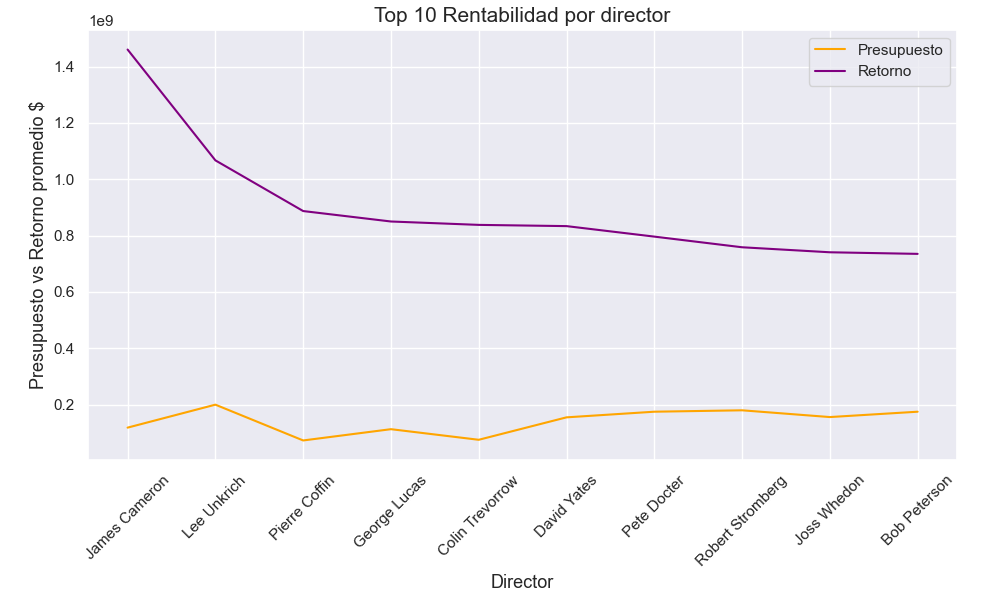 Top 10 Rentabilidad por director
1e9
Presupuesto
Retorno
Presupuesto vs Retorno promedio $
1.4
1.2
1.0
0.8
0.6
0.4
0.2
James Cameron
Lee Unkrich
Pierre Coffin
George Lucas
Colin Trevorrow
David Yates
Pete Docter
Robert Stromberg
Joss Whedon
Bob Peterson
Director